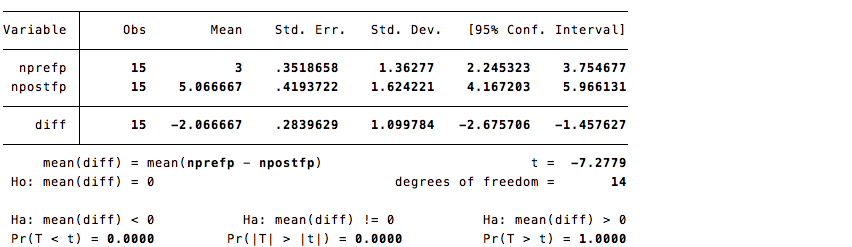 Variable Obs Mean Std. Err. Std. Dev. [95% Conf. Interval]
nprefp 15 3 .3518658 1.36277 2.245323 3.754677
npostfp 15 5.066667 .4193722 1.624221 4.167203 5.966131
diff 15 -2.066667 .2839629 1.099784 -2.675706 -1.457627
mean(diff) = mean(nprefp - npostfp) t = -7.2779
Ho: mean(diff) = 0 degrees of freedom = 14
Ha: mean(diff) < 0 Ha: mean(diff) != 0 Ha: mean(diff) > 0
Pr(T < t) = 0.0000 Pr(|T| > |t|) = 0.0000 Pr(T > t) = 1.0000